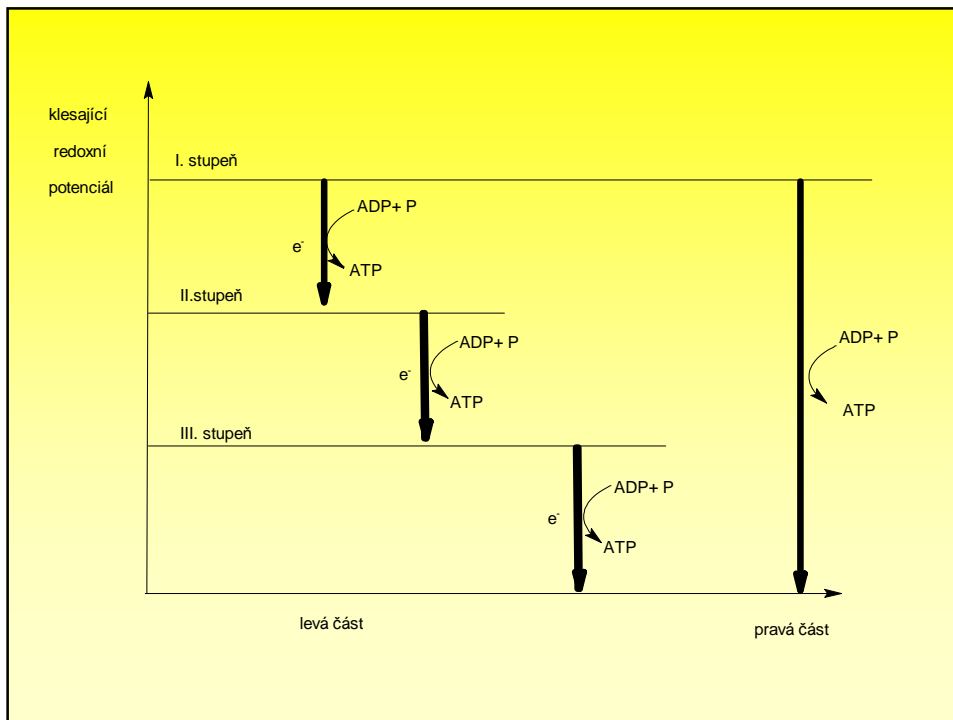 klesající
redoxní
potenciál
I. stupeň
ADP+ P
e-
ATP
II.stupeň
ADP+ P
e-
ATP
ADP+ P
ATP
III. stupeň
ADP+ P
e-
ATP
levá část
pravá část